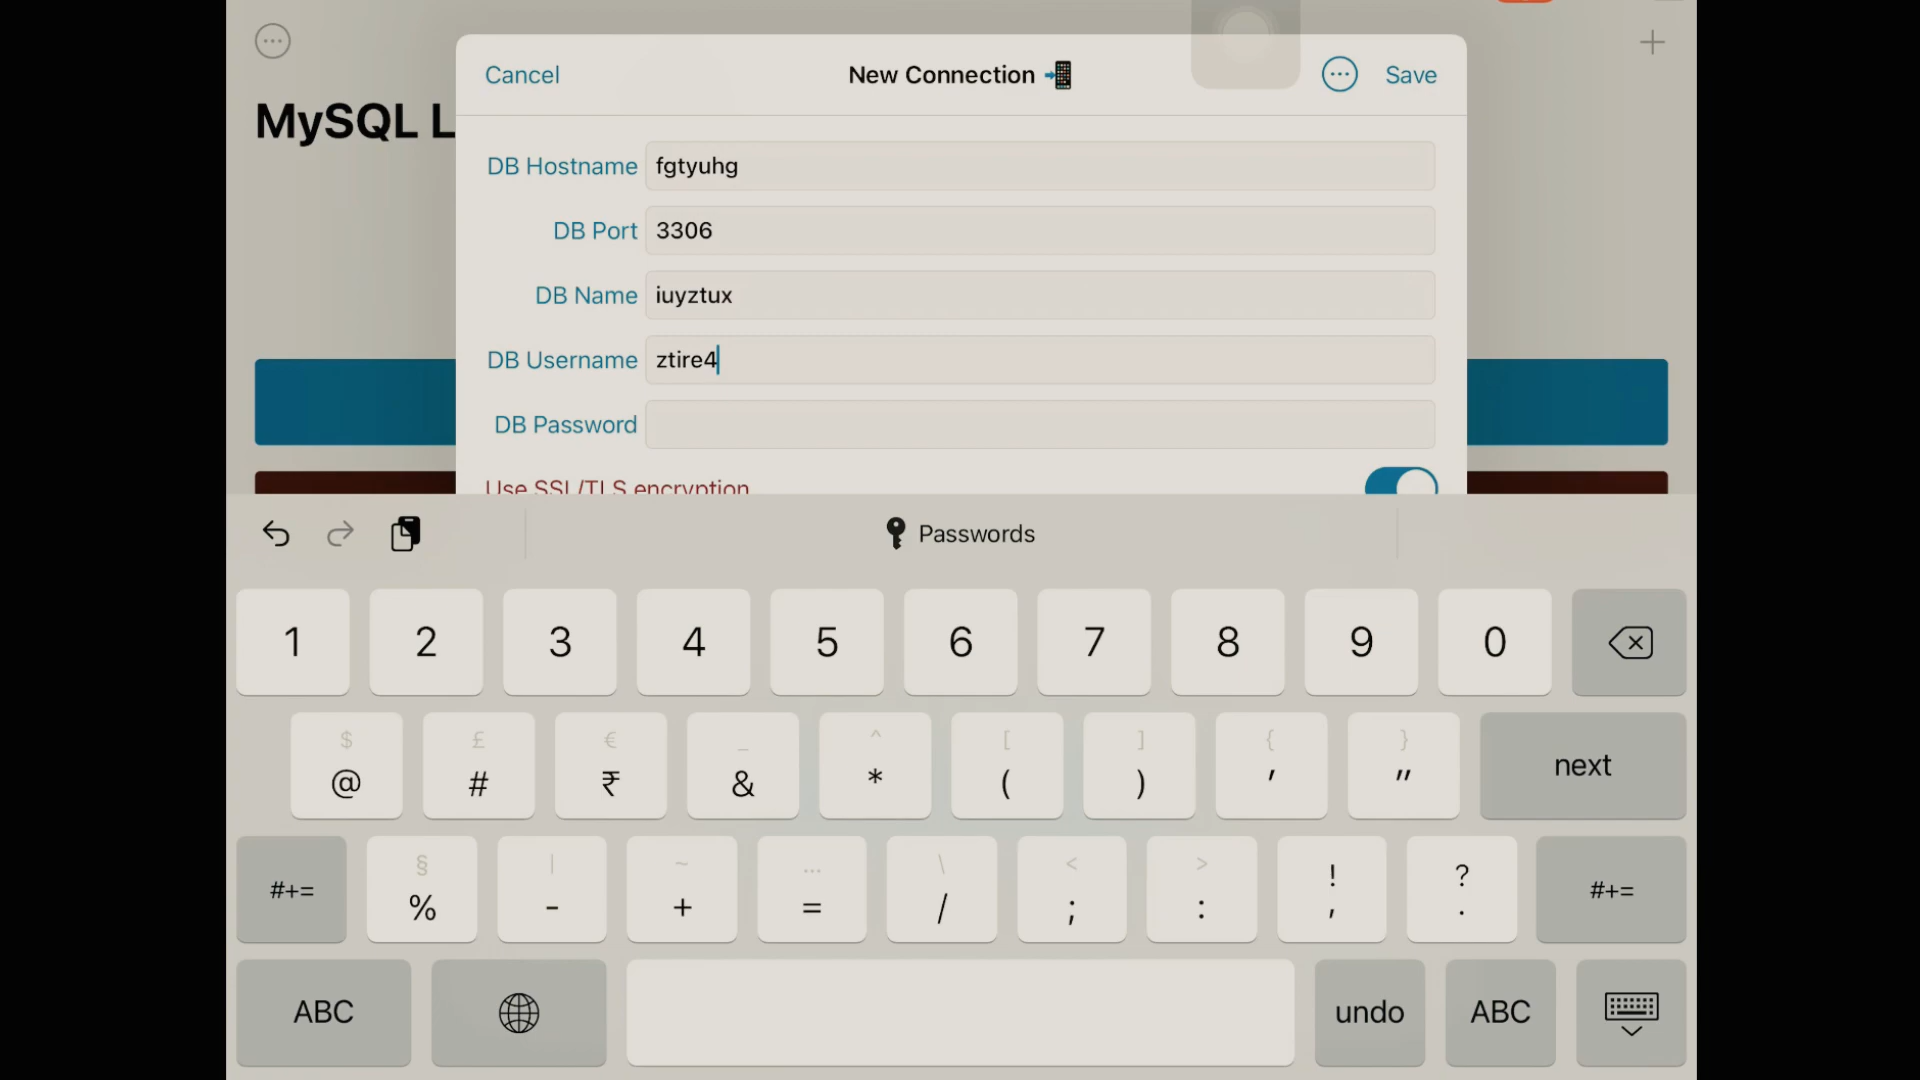 Cancel
New Connection 📲
Save
MySQL L
DB Hostname fgtyuhg
DB Port 3306
DB Name iuyztux
DB Username ztire4
DB Password
Use SSL/TLS encryption
Passwords
1 2 3 4 5 6 7 8 9 0
$ £ € _ ^ [ ] { }
@ # ₹ & * ( ) ' " next
§ | ~ … \ < > ! ?
#+= % - + = / ; : , . #+=
ABC undo ABC